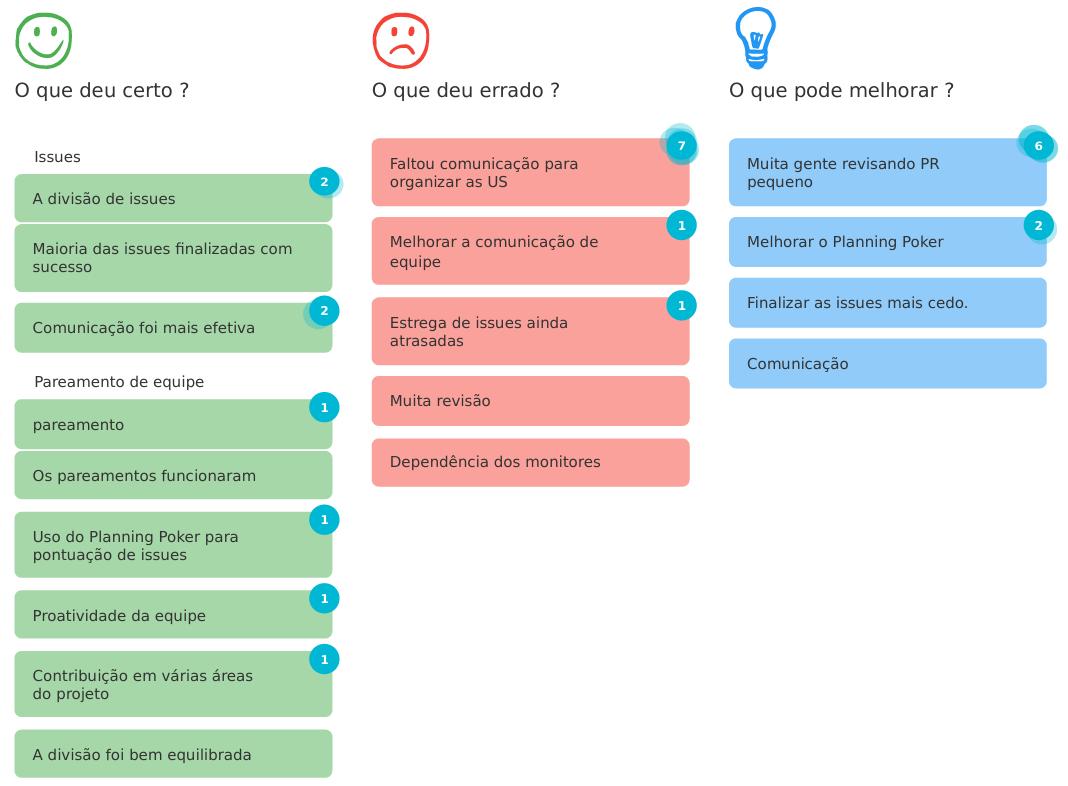 O que deu certo ?
Issues
2
A divisão de issues
Maioria das issues finalizadas com
sucesso
2
Comunicação foi mais efetiva
Pareamento de equipe
1
pareamento
Os pareamentos funcionaram
1
Uso do Planning Poker para
pontuação de issues
1
Proatividade da equipe
1
Contribuição em várias áreas
do projeto
A divisão foi bem equilibrada
O que deu errado ?
7
Faltou comunicação para
organizar as US
1
Melhorar a comunicação de
equipe
1
Estrega de issues ainda
atrasadas
Muita revisão
Dependência dos monitores
O que pode melhorar ?
6
Muita gente revisando PR
pequeno
2
Melhorar o Planning Poker
Finalizar as issues mais cedo.
Comunicação